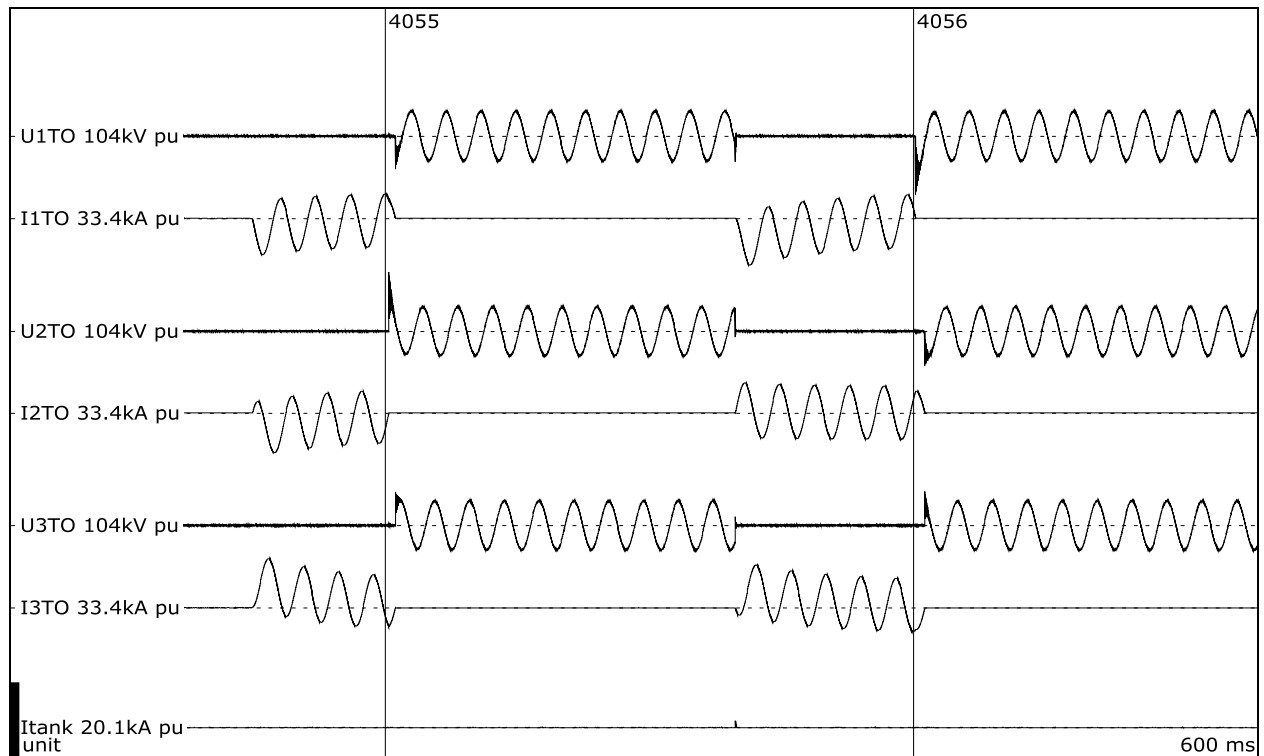 4055
4056
U1TO 104kV pu
I1TO 33.4kA pu
U2TO 104kV pu
I2TO 33.4kA pu
U3TO 104kV pu
I3TO 33.4kA pu
Itank 20.1kA pu
unit
600 ms